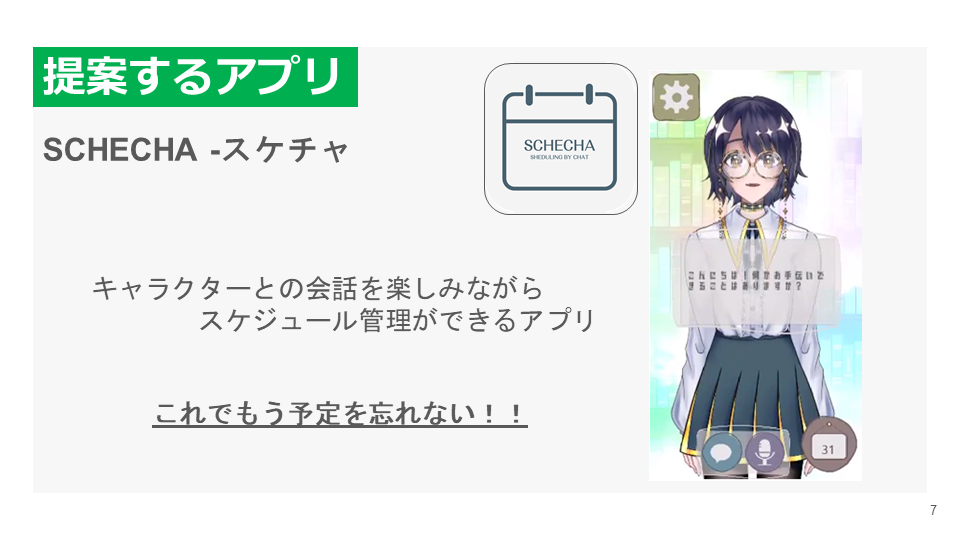 提案するアプリ
SCHECHA -スケチャ
SCHECHA
SHEDULING BY CHAT
キャラクターとの会話を楽しみながら
スケジュール管理ができるアプリ
これでもう予定を忘れない！！
こんにちは！何かお手伝いで
きることはありますか？
31
7